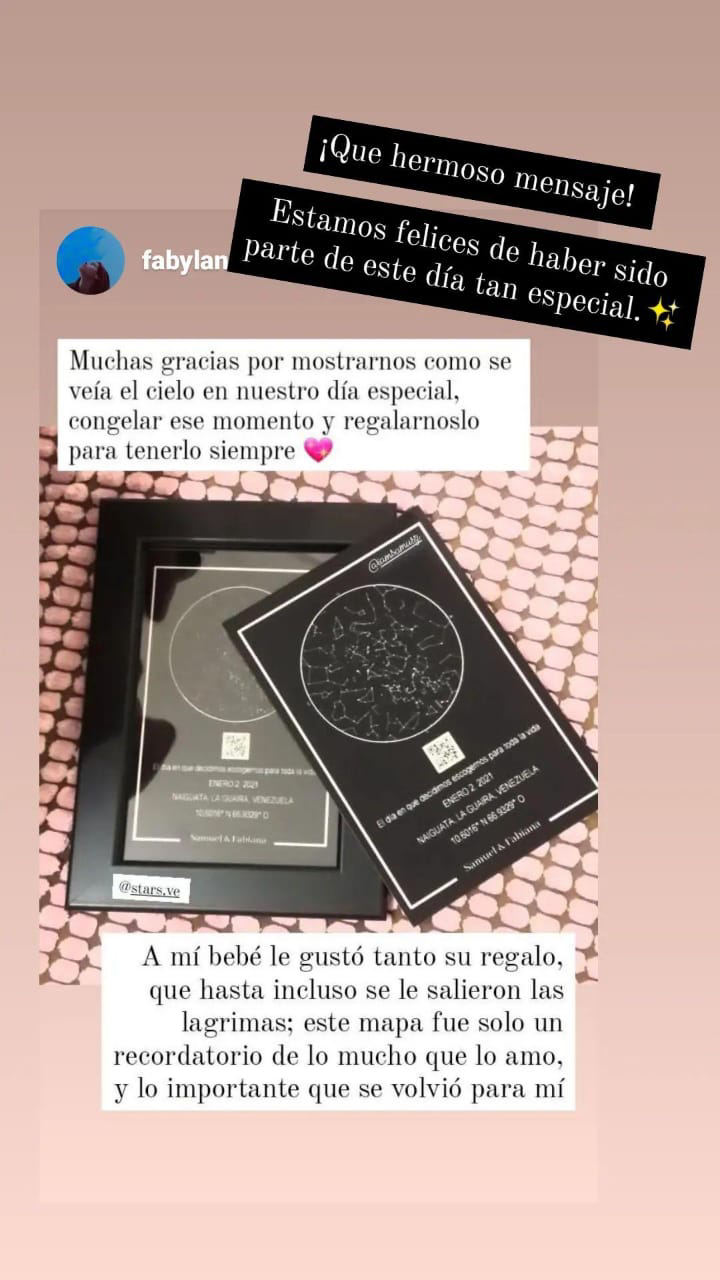 ¡Que hermoso mensaje!
Estamos felices de haber sido
parte de este día tan especial. ✨
fabylan
Muchas gracias por mostrarnos como se
veía el cielo en nuestro día especial,
congelar ese momento y regalarnoslo
para tenerlo siempre 💖
El día en que decidimos escogernos para toda la vida
ENERO 2, 2021
NAIGUATA, LA GUAIRA, VENEZUELA
10.6016° N 66.9329° O
Samuel & Fabiana
El día en que decidimos escogernos para toda la vida
ENERO 2, 2021
NAIGUATA, LA GUAIRA, VENEZUELA
10.6016° N 66.9329° O
Samuel & Fabiana
@stars.ve
A mí bebé le gustó tanto su regalo,
que hasta incluso se le salieron las
lagrimas; este mapa fue solo un
recordatorio de lo mucho que lo amo,
y lo importante que se volvió para mí